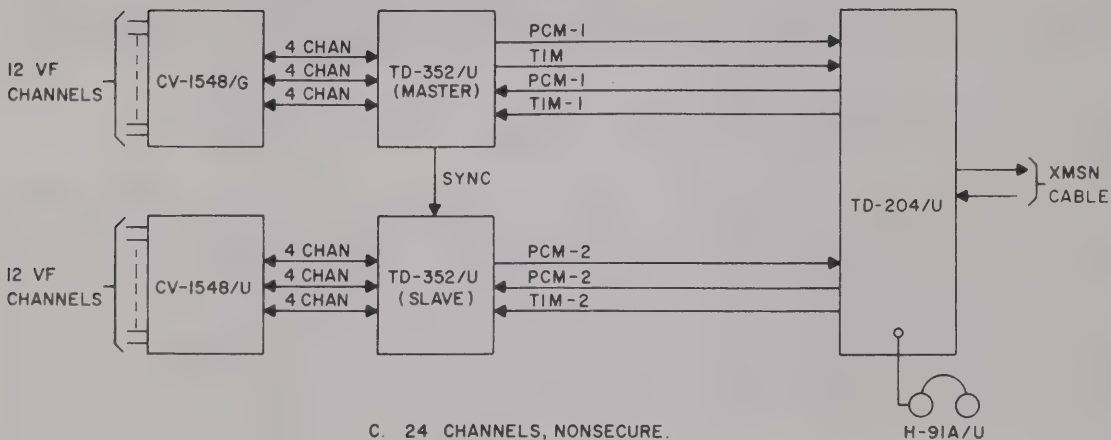 12 VF
CHANNELS
CV-1548/G
4 CHAN
4 CHAN
4 CHAN
TD-352/U
(MASTER)
PCM-1
TIM
PCM-1
TIM-1
SYNC
12 VF
CHANNELS
CV-1548/U
4 CHAN
4 CHAN
4 CHAN
TD-352/U
(SLAVE)
PCM-2
PCM-2
TIM-2
TD-204/U
XMSN
CABLE
H-91A/U
C. 24 CHANNELS, NONSECURE.